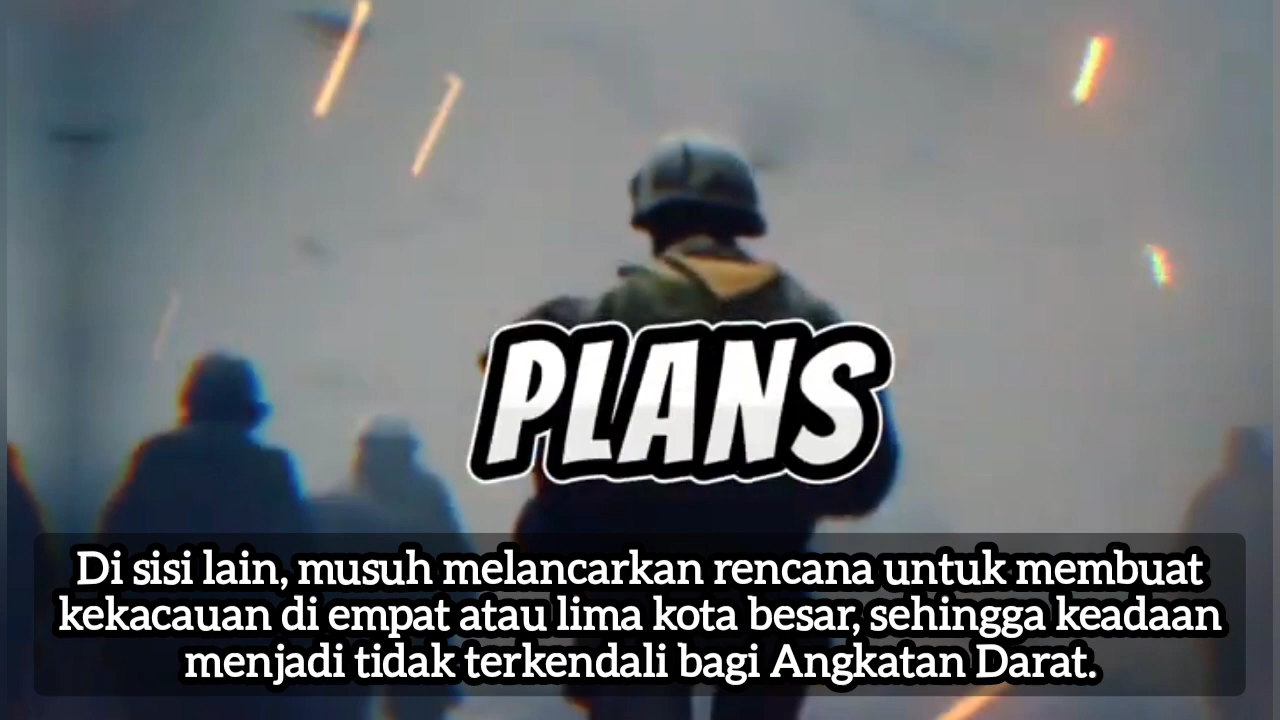 PLANS
Di sisi lain, musuh melancarkan rencana untuk membuat
kekacauan di empat atau lima kota besar, sehingga keadaan
menjadi tidak terkendali bagi Angkatan Darat.